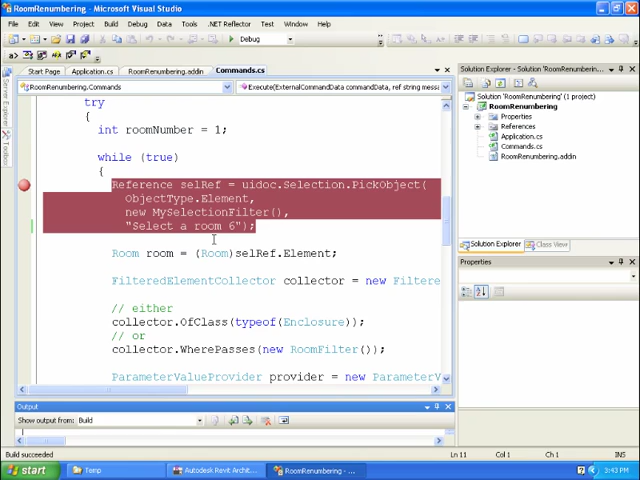 RoomRenumbering - Microsoft Visual Studio
File Edit View Project Build Debug Data Tools .NET Reflector Test Window Help
Debug
Start Page Application.cs RoomRenumbering.addin Commands.cs
RoomRenumbering.Commands
Execute(ExternalCommandData commandData, ref string messa
try
{
int roomNumber = 1;
while (true)
{
Reference selRef = uidoc.Selection.PickObject(
ObjectType.Element,
new MySelectionFilter(),
"Select a room 6");
Room room = (Room)selRef.Element;
FilteredElementCollector collector = new Filtere
// either
collector.OfClass(typeof(Enclosure));
// or
collector.WherePasses(new RoomFilter());
ParameterValueProvider provider = new ParameterV
Server Explorer
Toolbox
Solution Explorer - Solution 'RoomRenumberin...
Solution 'RoomRenumbering' (1 project)
RoomRenumbering
Properties
References
Application.cs
Commands.cs
RoomRenumbering.addin
Solution Explorer Class View
Properties
Output
Show output from: Build
Build succeeded Ln 11 Col 1 Ch 1
start Temp Autodesk Revit Archit... RoomRenumbering - ... 3:43 PM